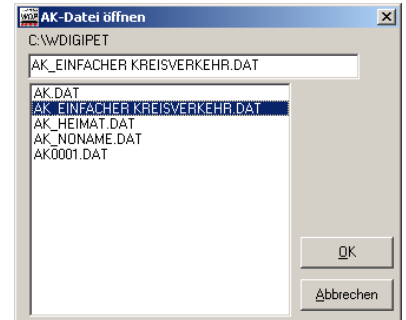 WDP AK-Datei öffnen
C:\WDIGIPET
AK_EINFACHER KREISVERKEHR.DAT
AK.DAT
AK_EINFACHER KREISVERKEHR.DAT
AK_HEIMAT.DAT
AK_NONAME.DAT
AK0001.DAT
OK
Abbrechen